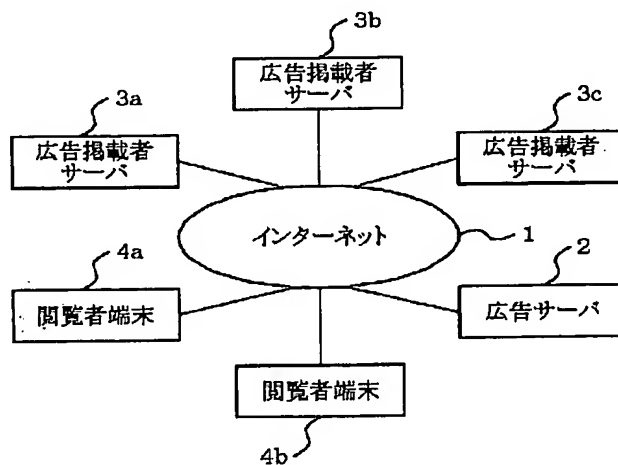 3b
広告掲載者
サーバ
3a
広告掲載者
サーバ
3c
広告掲載者
サーバ
インターネット
1
4a
閲覧者端末
2
広告サーバ
閲覧者端末
4b